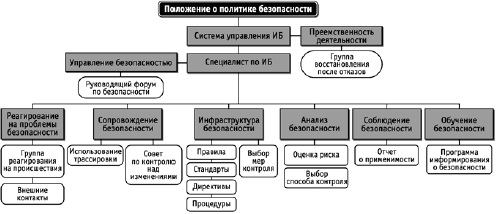 Положение о политике безопасности
Система управления ИБ
Преемственность
деятельности
Группа
восстановления
после отказов
Управление безопасностью
Специалист по ИБ
Руководящий форум
по безопасности
Реагирование
на проблемы
безопасности
Сопровождение
безопасности
Инфраструктура
безопасности
Анализ
безопасности
Соблюдение
безопасности
Обучение
безопасности
Группа
реагирования
на происшествия
Внешние
контакты
Использование
трассировки
Совет
по контролю
над
изменениями
Правила
Стандарты
Директивы
Процедуры
Выбор
мер
контроля
Оценка риска
Выбор
способа контроля
Отчет
о применимости
Программа
информирования
о безопасности